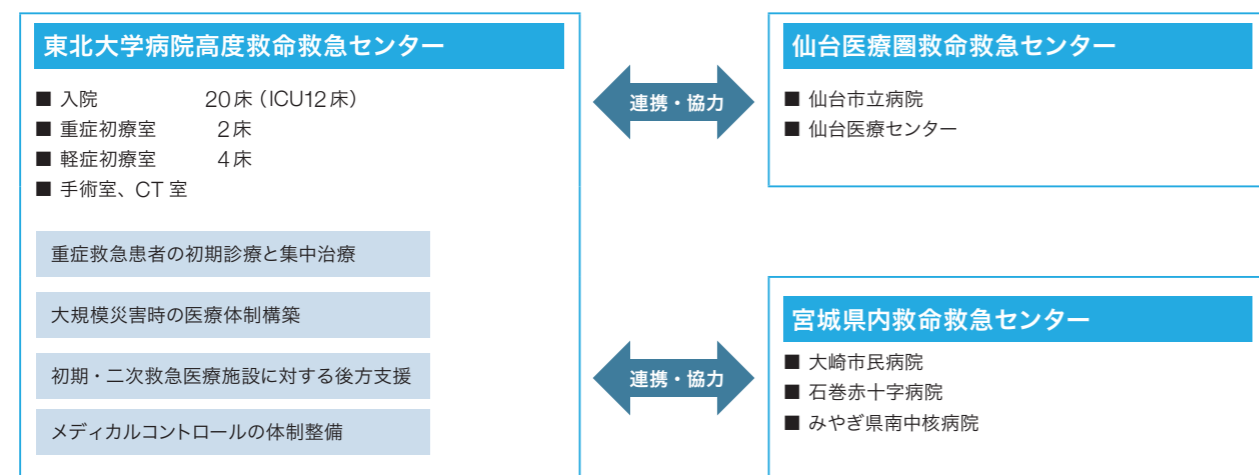 東北大学病院高度救命救急センター
■ 入院 20床（ICU12床）
■ 重症初療室 2床
■ 軽症初療室 4床
■ 手術室、CT室
重症救急患者の初期診療と集中治療
大規模災害時の医療体制構築
初期・二次救急医療施設に対する後方支援
メディカルコントロールの体制整備
連携・協力
仙台医療圏救命救急センター
■ 仙台市立病院
■ 仙台医療センター
連携・協力
宮城県内救命救急センター
■ 大崎市民病院
■ 石巻赤十字病院
■ みやぎ県南中核病院